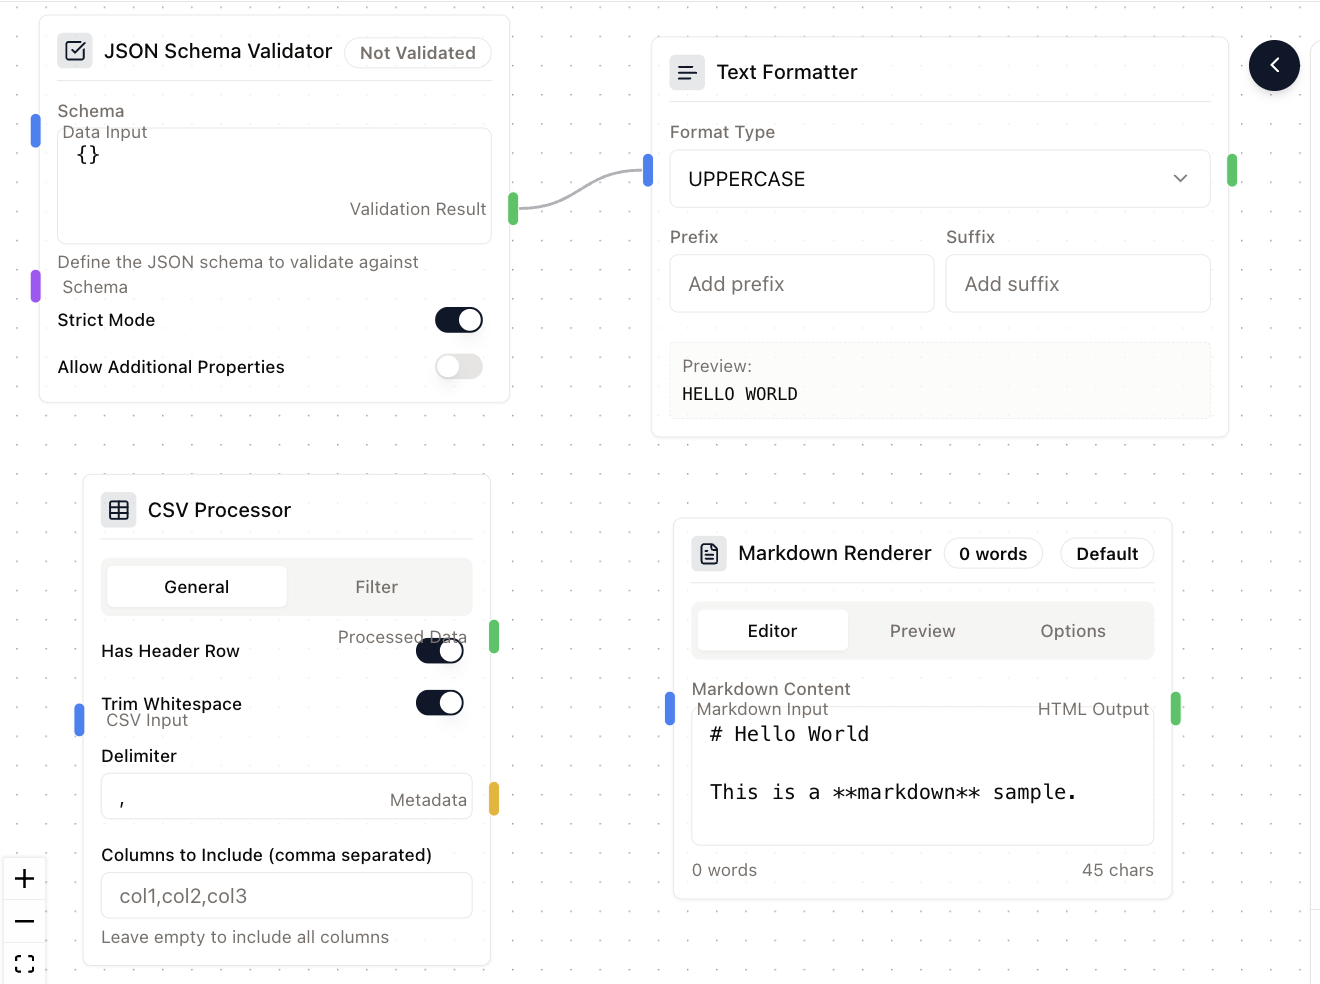 JSON Schema Validator
Not Validated
Schema
Data Input
{}
Validation Result
Define the JSON schema to validate against
Schema
Strict Mode
Allow Additional Properties
Text Formatter
Format Type
UPPERCASE
Prefix
Suffix
Add prefix
Add suffix
Preview:
HELLO WORLD
CSV Processor
General
Filter
Processed Data
Has Header Row
Trim Whitespace
CSV Input
Delimiter
,
Metadata
Columns to Include (comma separated)
col1,col2,col3
Leave empty to include all columns
Markdown Renderer
0 words
Default
Editor
Preview
Options
Markdown Content
Markdown Input
HTML Output
# Hello World
This is a **markdown** sample.
0 words
45 chars